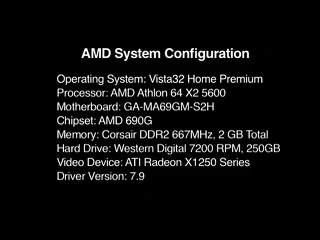 AMD System Configuration
Operating System: Vista32 Home Premium
Processor: AMD Athlon 64 X2 5600
Motherboard: GA-MA69GM-S2H
Chipset: AMD 690G
Memory: Corsair DDR2 667MHz, 2 GB Total
Hard Drive: Western Digital 7200 RPM, 250GB
Video Device: ATI Radeon X1250 Series
Driver Version: 7.9